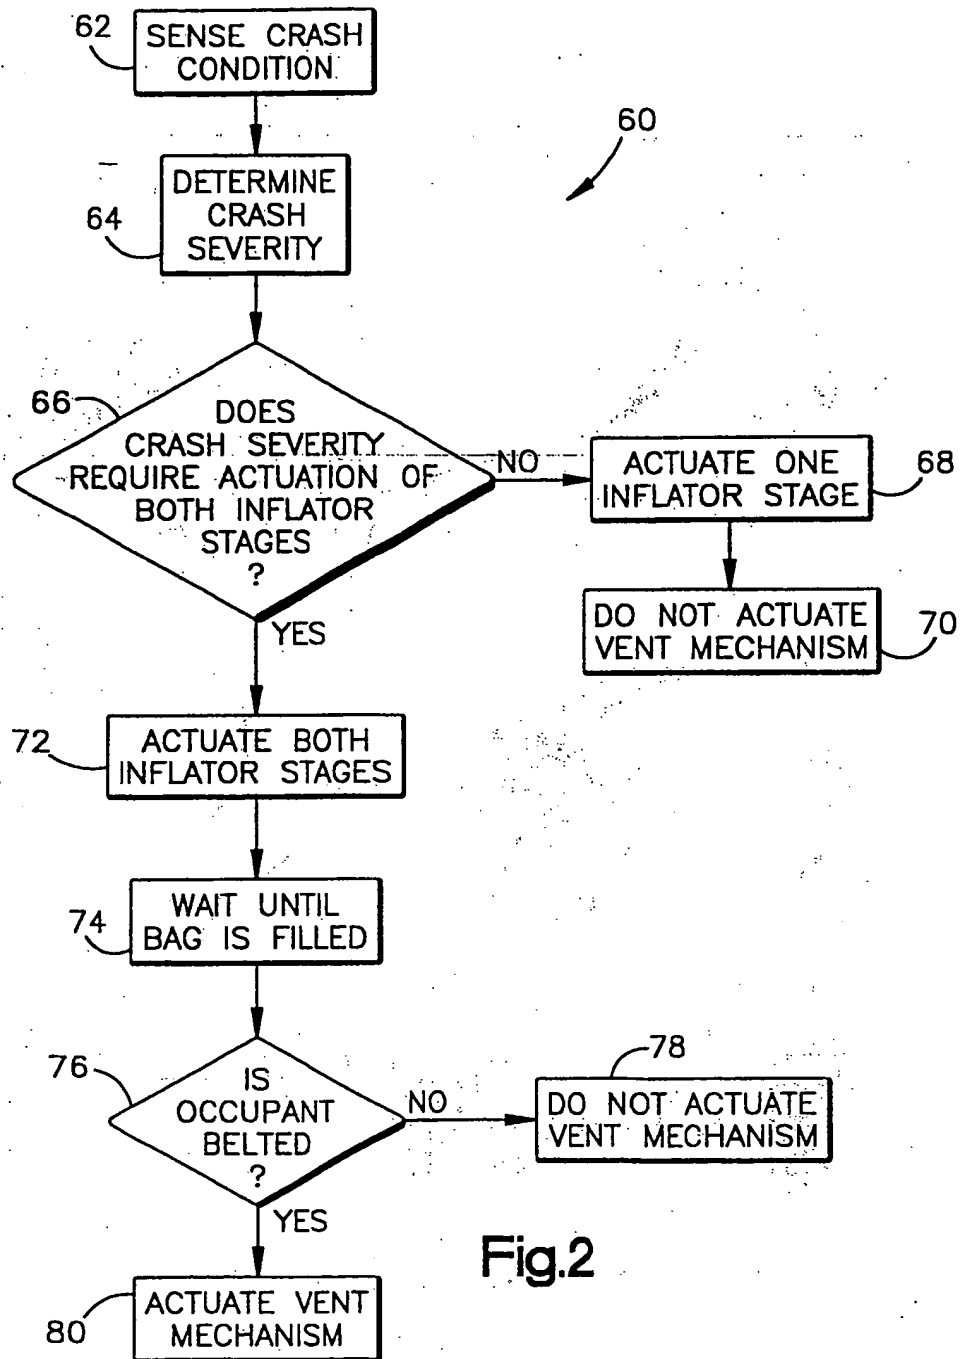 62
SENSE CRASH
CONDITION
60
64
DETERMINE
CRASH
SEVERITY
66
DOES
CRASH SEVERITY
REQUIRE ACTUATION OF
BOTH INFLATOR
STAGES
?
NO
ACTUATE ONE
INFLATOR STAGE
68
DO NOT ACTUATE
VENT MECHANISM
70
YES
72
ACTUATE BOTH
INFLATOR STAGES
74
WAIT UNTIL
BAG IS FILLED
76
IS
OCCUPANT
BELTED
?
NO
78
DO NOT ACTUATE
VENT MECHANISM
YES
80
ACTUATE VENT
MECHANISM
Fig.2